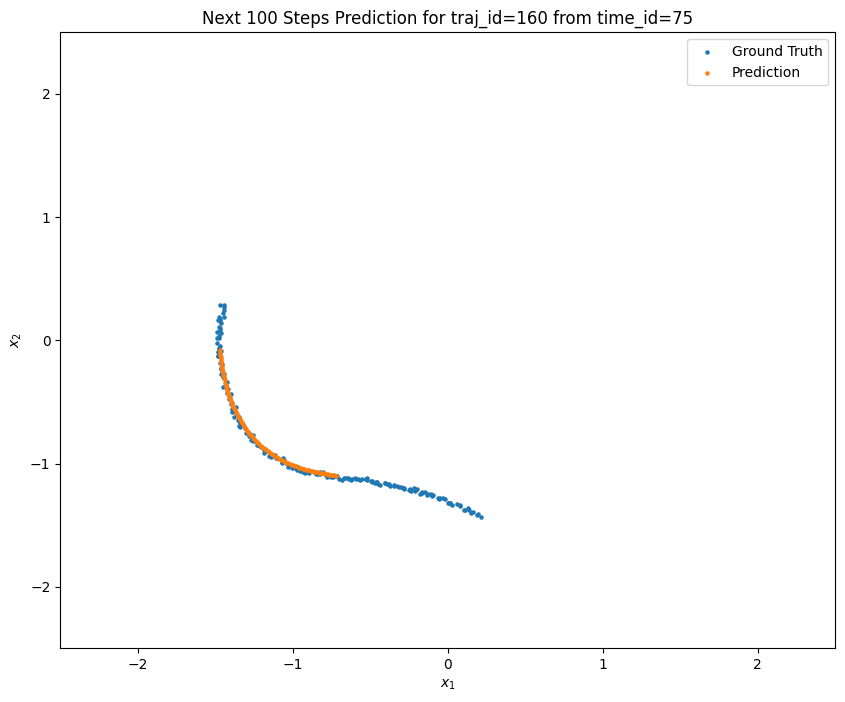 Next 100 Steps Prediction for traj_id=160 from time_id=75
Ground Truth
Prediction
2
1
0
−1
−2
x₂
−2
−1
0
1
2
x₁